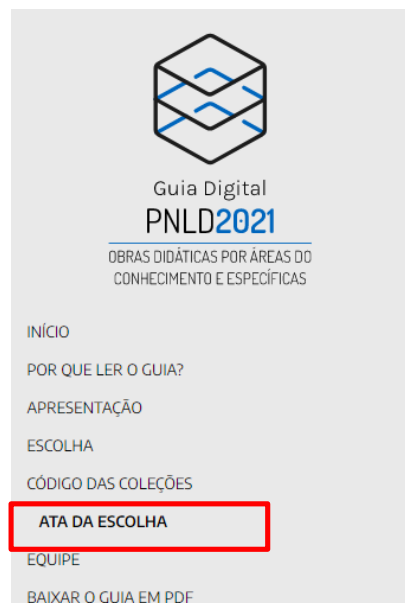 Guia Digital
PNLD2021
OBRAS DIDÁTICAS POR ÁREAS DO
CONHECIMENTO E ESPECÍFICAS
INÍCIO
POR QUE LER O GUIA?
APRESENTAÇÃO
ESCOLHA
CÓDIGO DAS COLEÇÕES
ATA DA ESCOLHA
EQUIPE
BAIXAR O GUIA EM PDF